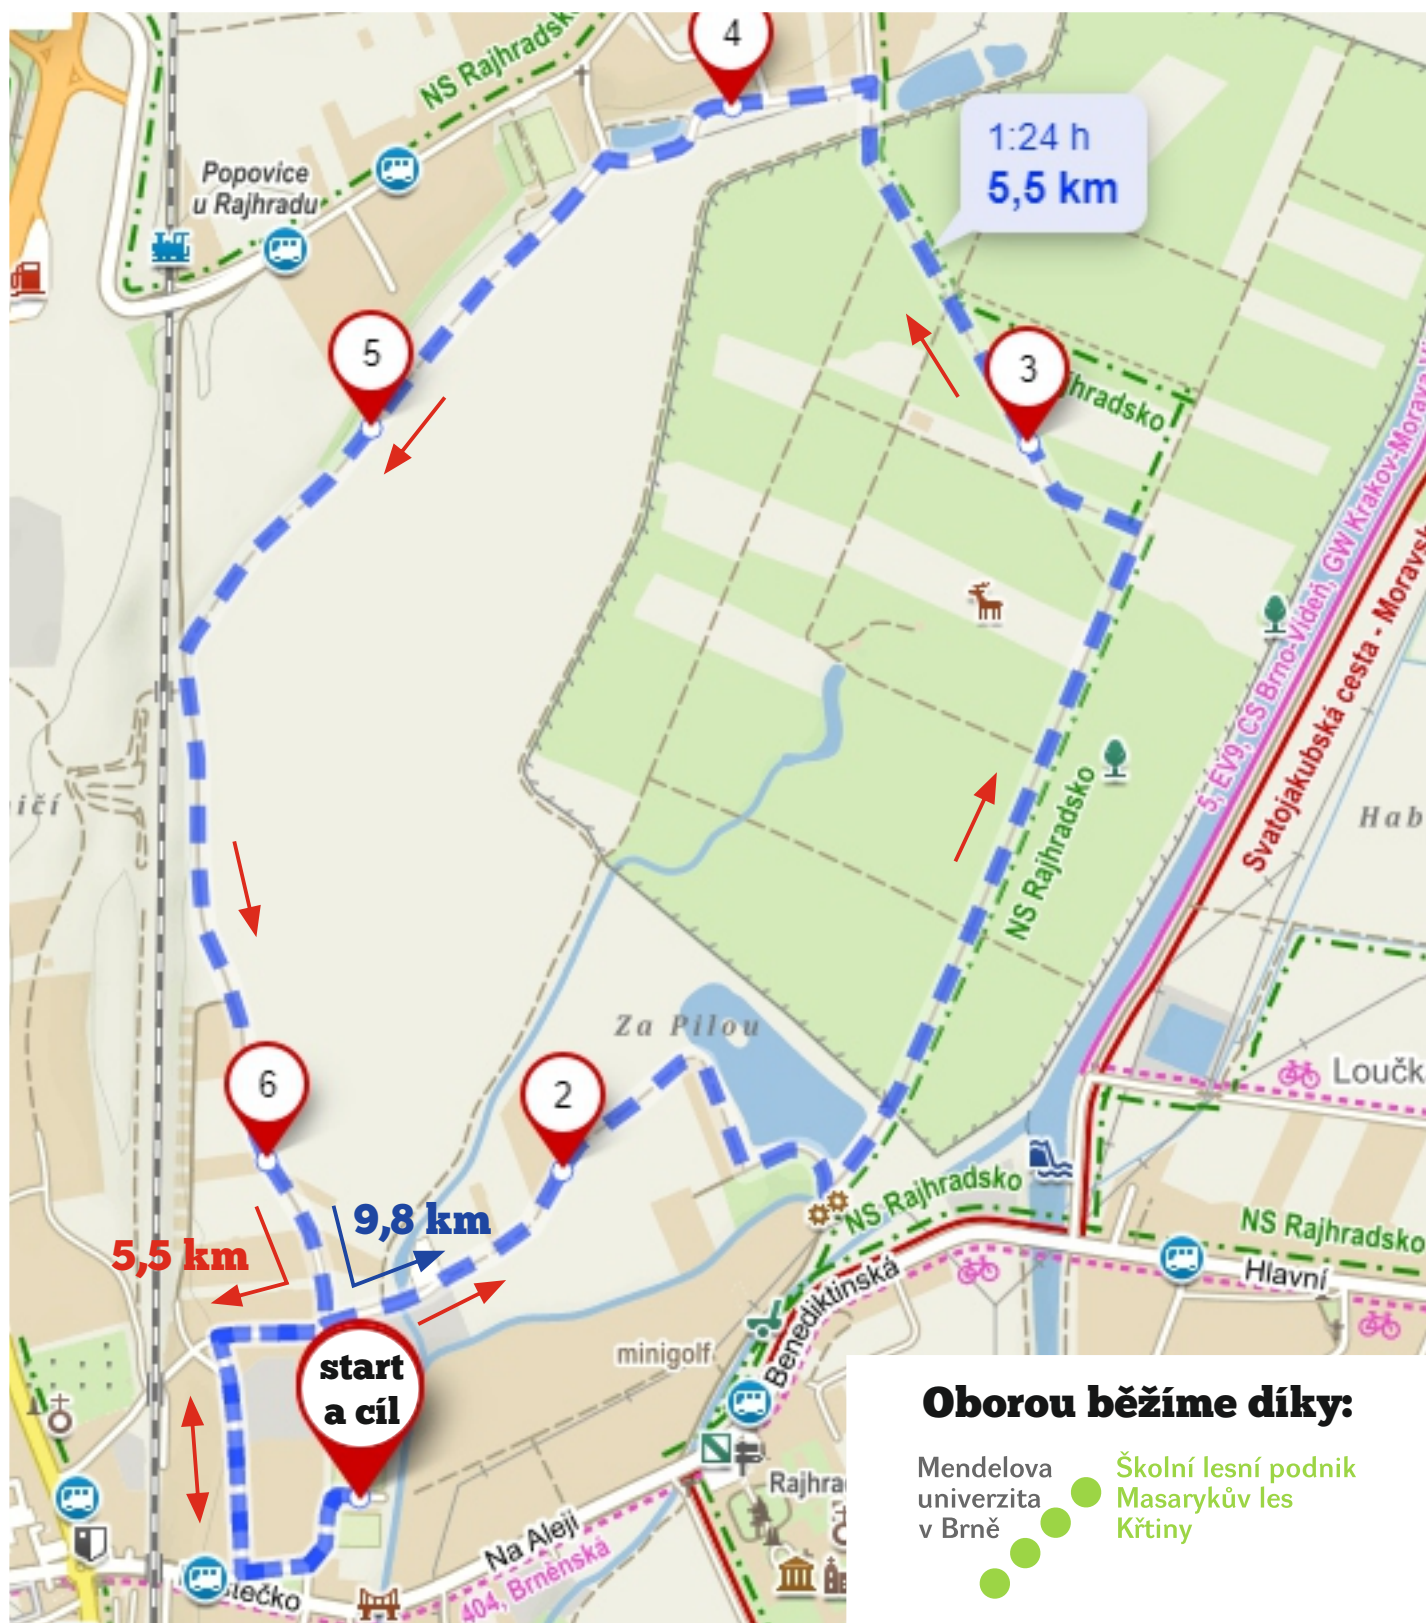 4
NS Rajhradsko
1:24 h
5,5 km
Popovice
u Rajhradu
5
3
NS Rajhradsko
5, EV9, CS Brno-Vídeň, GW Krakov-Morava
Svatojakubská cesta - Moravsk
ičí
Hab
Za Pilou
Loučk
6
2
9,8 km
5,5 km
NS Rajhradsko
NS Rajhradsko
Hlavní
Benediktinská
minigolf
start
a cíl
Oborou běžíme díky:
Mendelova
univerzita
v Brně
Školní lesní podnik
Masarykův les
Křtiny
Rajhra
Na Aleji
404, Brněnská